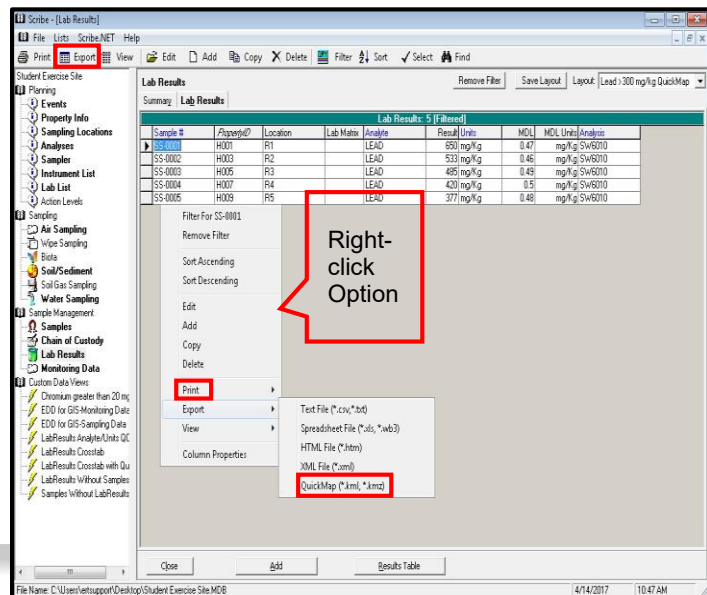 Scribe - [Lab Results]
File Lists Scribe.NET Help
Print Export View Edit Add Copy Delete Filter Sort Select Find
Student Exercise Site
Planning
Events
Property Info
Sampling Locations
Analyses
Sampler
Instrument List
Lab List
Action Levels
Sampling
Air Sampling
Wipe Sampling
Biota
Soil/Sediment
Soil Gas Sampling
Water Sampling
Sample Management
Samples
Chain of Custody
Lab Results
Monitoring Data
Custom Data Views
Chromium greater than 20 mg
EDD for GIS-Monitoring Data
EDD for GIS-Sampling Data
LabResults Analyte/Units QC
LabResults Crosstab
LabResults Crosstab with Qu
LabResults Without Samples
Samples Without LabResults
Lab Results
Remove Filter Save Layout Layout: Lead >300 mg/kg QuickMap
Summary Lab Results
Lab Results: 5 [Filtered]
Sample # PropertyID Location Lab Matrix Analyte Result Units MDL MDL Units Analysis
SS-0001 H001 R1 LEAD 650 mg/Kg 0.47 mg/Kg SW6010
SS-0002 H003 R2 LEAD 533 mg/Kg 0.46 mg/Kg SW6010
SS-0003 H005 R3 LEAD 485 mg/Kg 0.49 mg/Kg SW6010
SS-0004 H007 R4 LEAD 420 mg/Kg 0.5 mg/Kg SW6010
SS-0005 H009 R5 LEAD 377 mg/Kg 0.48 mg/Kg SW6010
Filter For SS-0001
Remove Filter
Sort Ascending
Sort Descending
Edit
Add
Copy
Delete
Print
Export
View
Column Properties
Right-
click
Option
Text File (*.csv,*.txt)
Spreadsheet File (*.xls, *.wb3)
HTML File (*.htm)
XML File (*.xml)
QuickMap (*.kml, *.kmz)
Close Add Results Table
File Name: C:\Users\ertsupport\Desktop\Student Exercise Site.MDB 4/14/2017 10:47 AM